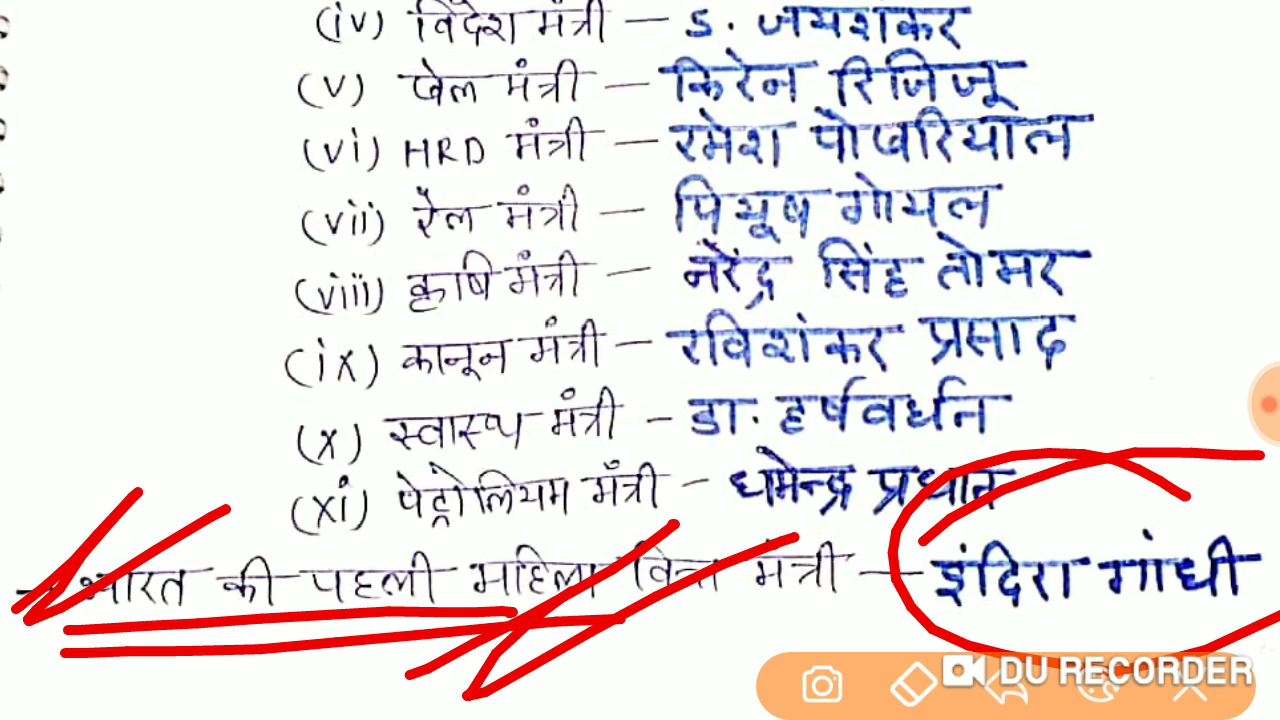 (iv) विदेश मंत्री — S. जयशंकर
(v) खेल मंत्री — किरेन रिजिजू
(vi) HRD मंत्री — रमेश पोखरियाल
(vii) रेल मंत्री — पियूष गोयल
(viii) कृषि मंत्री — नरेंद्र सिंह तोमर
(ix) कानून मंत्री — रविशंकर प्रसाद
(x) स्वास्थ मंत्री — डा. हर्षवर्धन
(xi) पेट्रोलियम मंत्री — धर्मेन्द्र प्रधान
→ भारत की पहली महिला वित्त मंत्री — इंदिरा गांधी
DU RECORDER